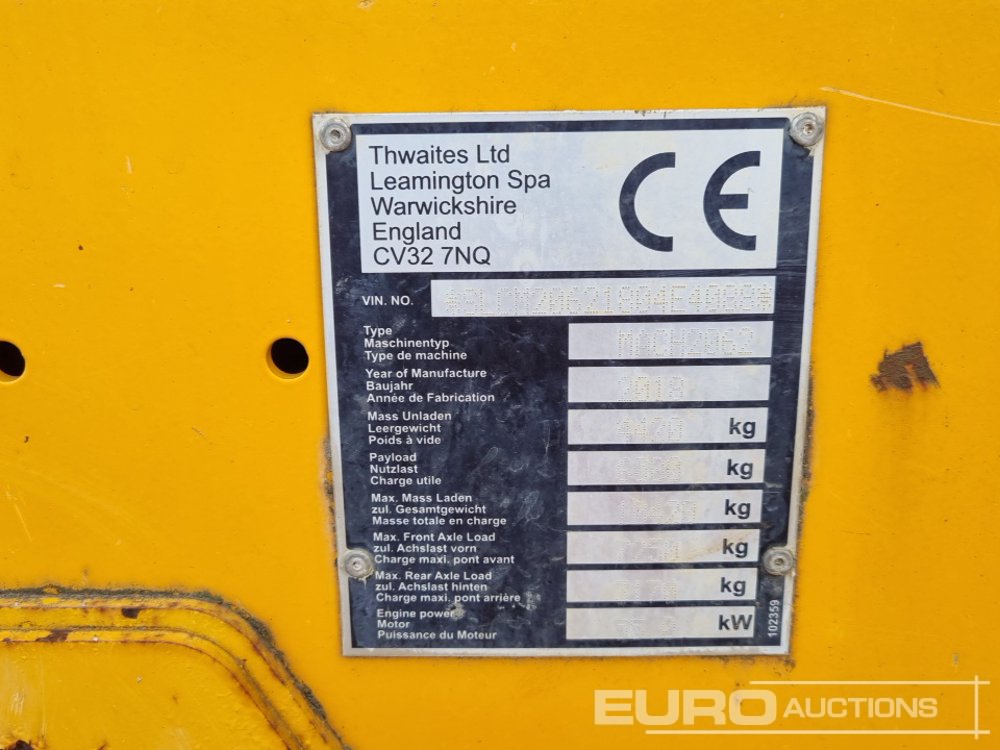 Thwaites Ltd
Leamington Spa
Warwickshire
England
CV32 7NQ
CE
VIN. NO.
Type MACH2062
Maschinentyp
Type de machine
Year of Manufacture 2018
Baujahr
Année de Fabrication
Mass Unladen kg
Leergewicht
Poids à vide
Payload kg
Nutzlast
Charge utile
Max. Mass Laden kg
zul. Gesamtgewicht
Masse totale en charge
Max. Front Axle Load kg
zul. Achslast vorn
Charge maxi. pont avant
Max. Rear Axle Load kg
zul. Achslast hinten
Charge maxi. pont arrière
Engine power kW
Motor
Puissance du Moteur
102359
EURO AUCTIONS